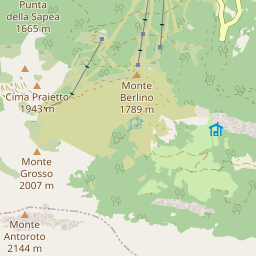 Punta
della Sapea
1665 m
Monte
Berlino
1789 m
Cima Praietto
1943 m
Monte
Grosso
2007 m
Monte
Antoroto
2144 m